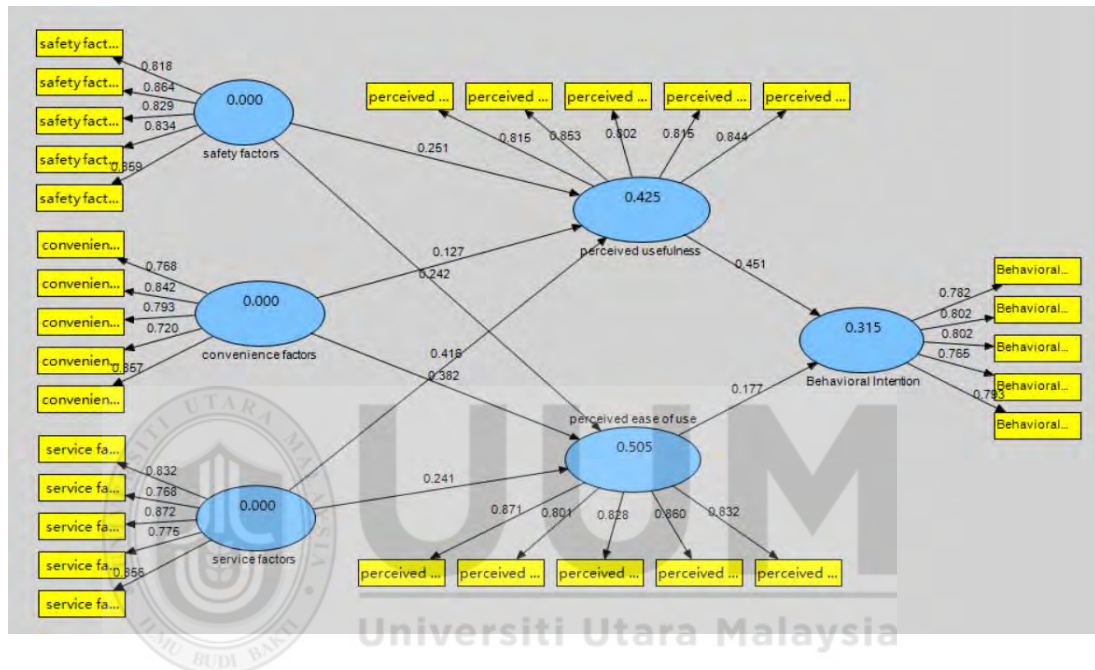 safety fact...
safety fact...
safety fact...
safety fact...
safety fact...
0.818
0.864
0.829
0.834
0.859
0.000
safety factors
convenien...
convenien...
convenien...
convenien...
convenien...
0.768
0.842
0.793
0.720
0.857
0.000
convenience factors
service fa...
service fa...
service fa...
service fa...
service fa...
0.832
0.768
0.872
0.775
0.856
0.000
service factors
0.251
0.127
0.242
0.416
0.382
0.241
perceived ... perceived ... perceived ... perceived ... perceived ...
0.815 0.853 0.802 0.815 0.844
0.425
perceived usefulness
perceived ease of use
0.505
0.871 0.801 0.828 0.860 0.832
perceived ... perceived ... perceived ... perceived ... perceived ...
0.451
0.177
0.315
Behavioral Intention
0.782
0.802
0.802
0.765
0.793
Behavioral...
Behavioral...
Behavioral...
Behavioral...
Behavioral...
UUM
Universiti Utara Malaysia
UNIVERSITI UTARA MALAYSIA
ILMU BUDI BAKTI